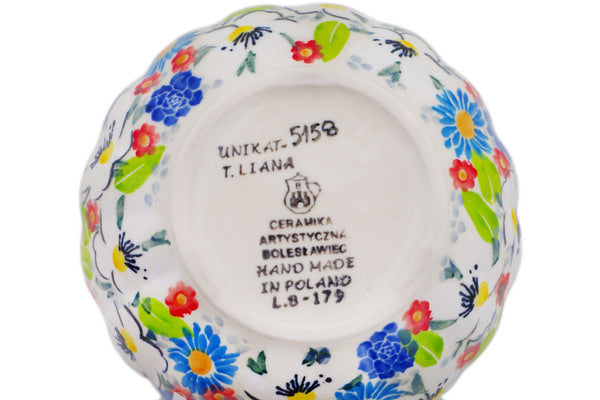 UNIKAT-5158
T. LIANA
CERAMIKA
ARTYSTYCZNA
BOLESŁAWIEC
HAND MADE
IN POLAND
L.8-179